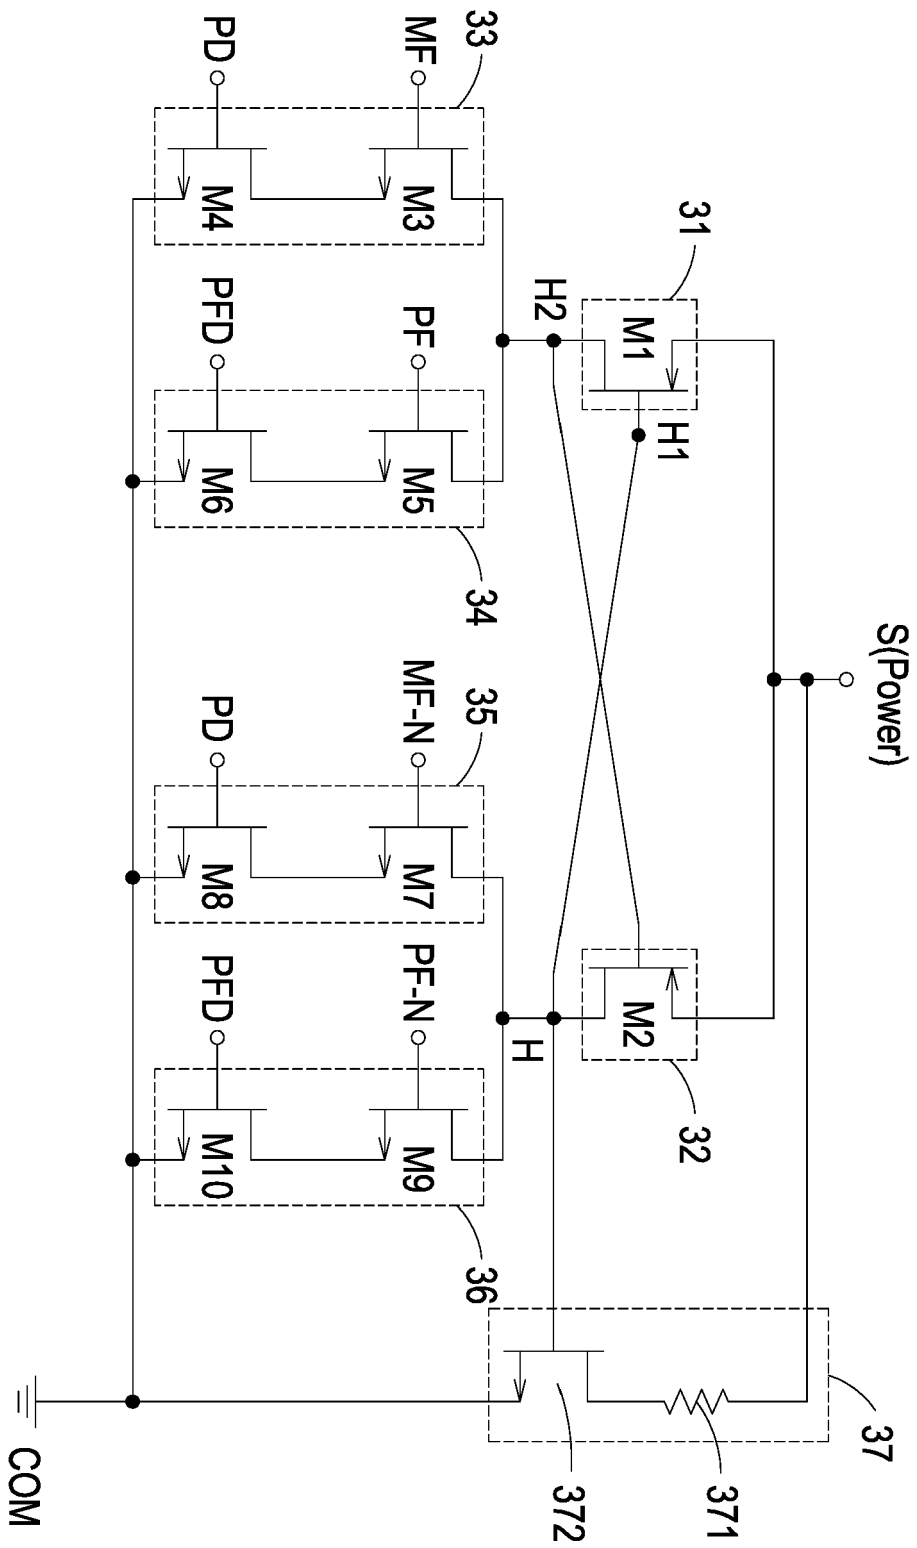 S(Power)
31
M1
H1
H2
32
M2
H
37
371
372
33
MF
M3
PD
M4
34
PF
M5
PFD
M6
35
MF-N
M7
PD
M8
36
PF-N
M9
PFD
M10
COM